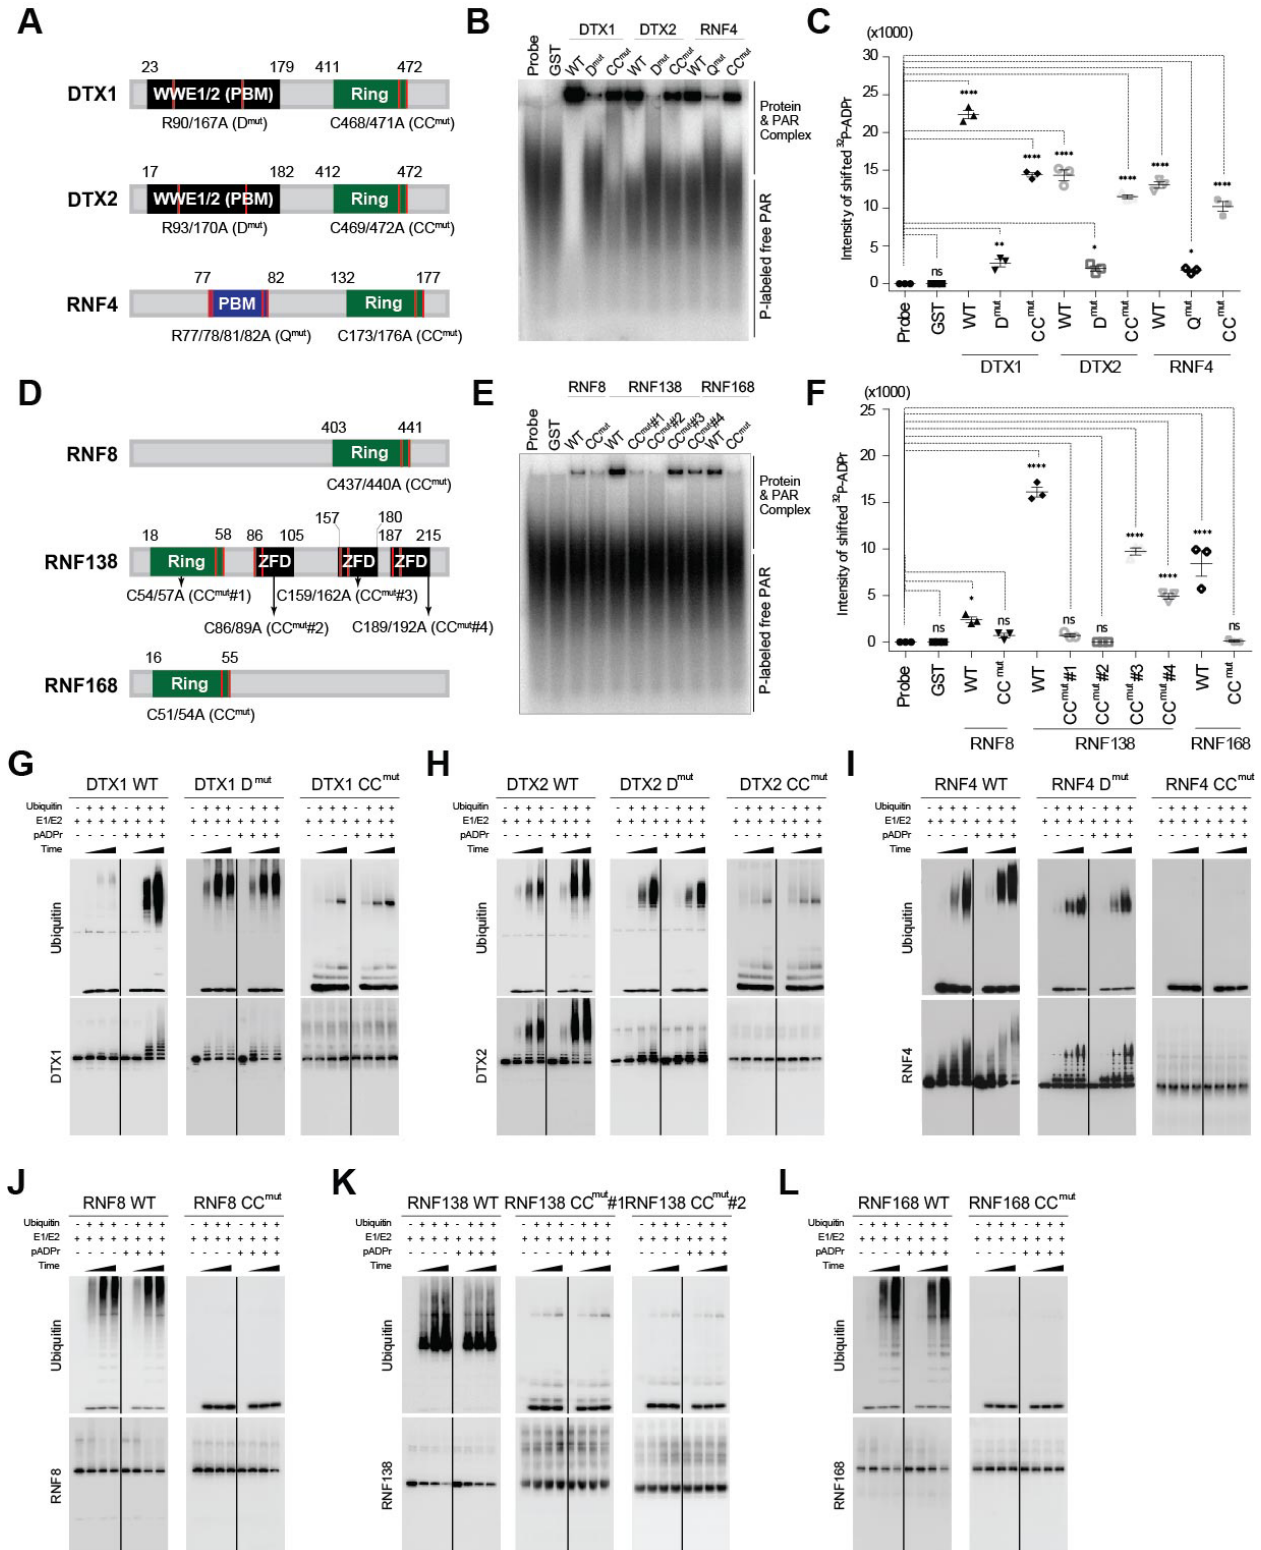 A
23 179 411 472
DTX1 WWE1/2 (PBM) Ring
R90/167A (Dmut) C468/471A (CCmut)
17 182 412 472
DTX2 WWE1/2 (PBM) Ring
R93/170A (Dmut) C469/472A (CCmut)
77 82 132 177
RNF4 PBM Ring
R77/78/81/82A (Qmut) C173/176A (CCmut)
B
DTX1 DTX2 RNF4
Probe GST WT Dmut CCmut WT Dmut CCmut WT Qmut CCmut
Protein
& PAR
Complex
P-labeled free PAR
C
(x1000)
Intensity of shifted 32P-ADPr
30
25
20
15
10
5
0
ns **** ** **** **** * **** **** * ****
Probe GST WT Dmut CCmut WT Dmut CCmut WT Qmut CCmut
DTX1 DTX2 RNF4
D
403 441
RNF8 Ring
C437/440A (CCmut)
157 180
18 58 86 105 187 215
RNF138 Ring ZFD ZFD ZFD
C54/57A (CCmut#1) C159/162A (CCmut#3)
C86/89A (CCmut#2) C189/192A (CCmut#4)
16 55
RNF168 Ring
C51/54A (CCmut)
E
RNF8 RNF138 RNF168
Probe GST WT CCmut WT CCmut#1 CCmut#2 CCmut#3 CCmut#4 WT CCmut
Protein
& PAR
Complex
P-labeled free PAR
F
(x1000)
Intensity of shifted 32P-ADPr
25
20
15
10
5
0
ns * ns **** ns ns **** **** **** ns
Probe GST WT CCmut WT CCmut#1 CCmut#2 CCmut#3 CCmut#4 WT CCmut
RNF8 RNF138 RNF168
G
DTX1 WT DTX1 Dmut DTX1 CCmut
Ubiquitin - + + + - + + + - + + + - + + + - + + + - + + +
E1/E2 + + + + + + + + + + + + + + + + + + + + + + + +
pADPr - - - - + + + + - - - - + + + + - - - - + + + +
Time
Ubiquitin
DTX1
H
DTX2 WT DTX2 Dmut DTX2 CCmut
Ubiquitin - + + + - + + + - + + + - + + + - + + + - + + +
E1/E2 + + + + + + + + + + + + + + + + + + + + + + + +
pADPr - - - - + + + + - - - - + + + + - - - - + + + +
Time
Ubiquitin
DTX2
I
RNF4 WT RNF4 Dmut RNF4 CCmut
Ubiquitin - + + + - + + + - + + + - + + + - + + + - + + +
E1/E2 + + + + + + + + + + + + + + + + + + + + + + + +
pADPr - - - - + + + + - - - - + + + + - - - - + + + +
Time
Ubiquitin
RNF4
J
RNF8 WT RNF8 CCmut
Ubiquitin - + + + - + + + - + + + - + + +
E1/E2 + + + + + + + + + + + + + + + +
pADPr - - - - + + + + - - - - + + + +
Time
Ubiquitin
RNF8
K
RNF138 WT RNF138 CCmut#1 RNF138 CCmut#2
Ubiquitin - + + + - + + + - + + + - + + + - + + + - + + +
E1/E2 + + + + + + + + + + + + + + + + + + + + + + + +
pADPr - - - - + + + + - - - - + + + + - - - - + + + +
Time
Ubiquitin
RNF138
L
RNF168 WT RNF168 CCmut
Ubiquitin - + + + - + + + - + + + - + + +
E1/E2 + + + + + + + + + + + + + + + +
pADPr - - - - + + + + - - - - + + + +
Time
Ubiquitin
RNF168